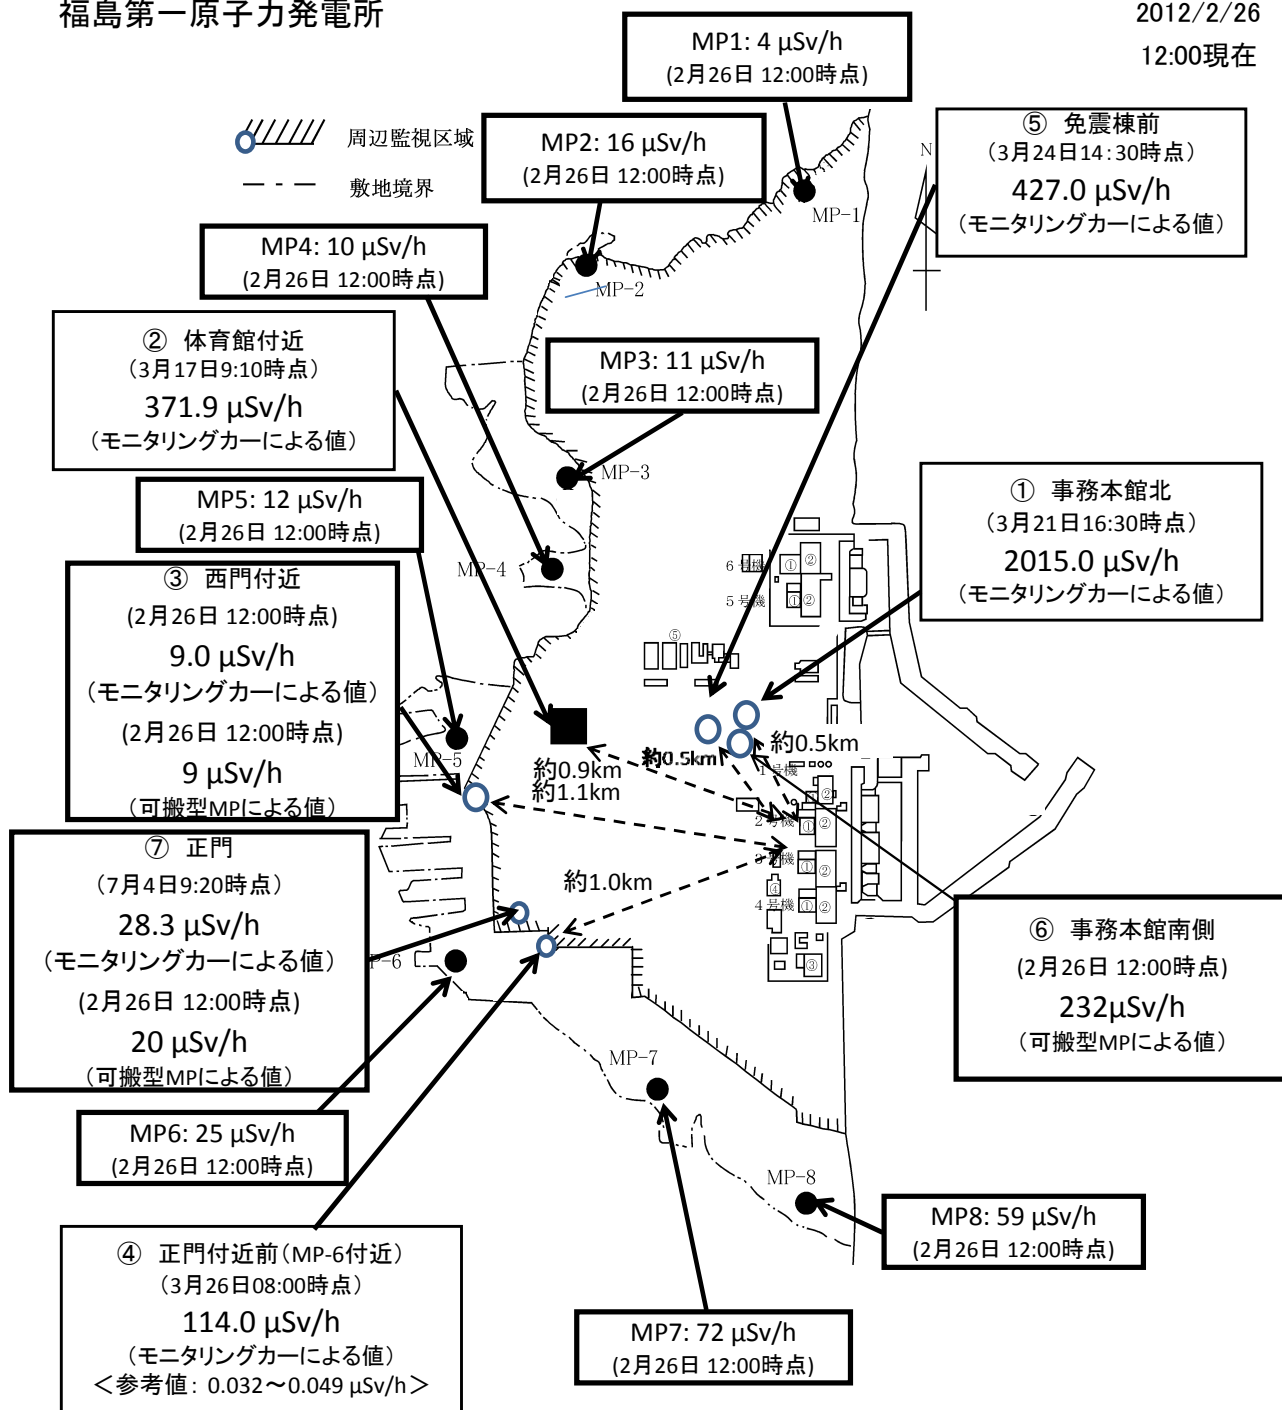 福島第一原子力発電所
2012/2/26
12:00現在
MP1: 4 µSv/h
(2月26日 12:00時点)
周辺監視区域
敷地境界
MP2: 16 µSv/h
(2月26日 12:00時点)
⑤ 免震棟前
(3月24日14:30時点)
427.0 µSv/h
(モニタリングカーによる値)
N
MP-1
MP4: 10 µSv/h
(2月26日 12:00時点)
MP-2
② 体育館付近
(3月17日9:10時点)
371.9 µSv/h
(モニタリングカーによる値)
MP3: 11 µSv/h
(2月26日 12:00時点)
MP-3
① 事務本館北
(3月21日16:30時点)
2015.0 µSv/h
(モニタリングカーによる値)
MP5: 12 µSv/h
(2月26日 12:00時点)
MP-4
6号機
① ②
5号機
① ②
③ 西門付近
(2月26日 12:00時点)
9.0 µSv/h
(モニタリングカーによる値)
(2月26日 12:00時点)
9 µSv/h
(可搬型MPによる値)
⑤
MP-5
約0.9km
約1.1km
約0.5km
約0.5km
1号機
②
2号機
① ②
3号機
① ②
④
4号機
① ②
③
約1.0km
⑦ 正門
(7月4日9:20時点)
28.3 µSv/h
(モニタリングカーによる値)
(2月26日 12:00時点)
20 µSv/h
(可搬型MPによる値)
P-6
⑥ 事務本館南側
(2月26日 12:00時点)
232µSv/h
(可搬型MPによる値)
MP-7
MP6: 25 µSv/h
(2月26日 12:00時点)
MP-8
MP8: 59 µSv/h
(2月26日 12:00時点)
④ 正門付近前(MP-6付近)
(3月26日08:00時点)
114.0 µSv/h
(モニタリングカーによる値)
＜参考値: 0.032～0.049 µSv/h＞
MP7: 72 µSv/h
(2月26日 12:00時点)